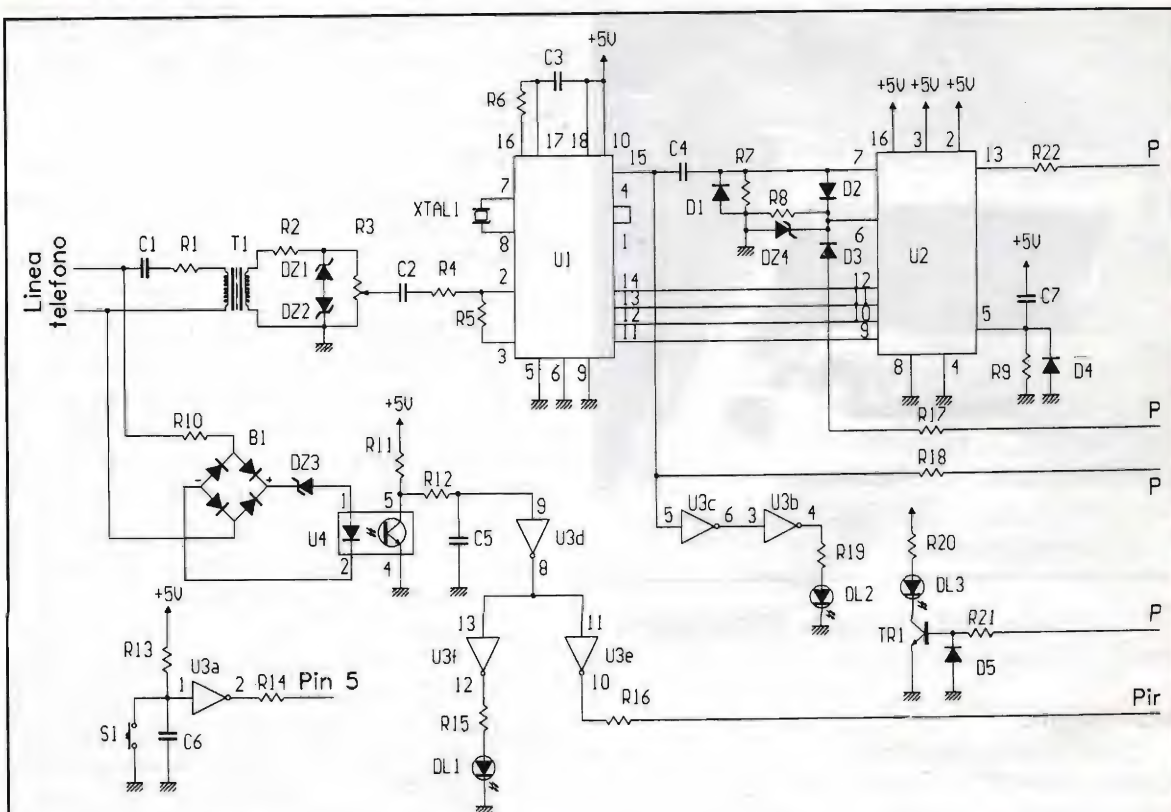 +5V
C3
R6
16 17 18 10
+5V +5V +5V
16 3 2
15 C4
7
R7
13 R22 P
7
XTAL1
8
4
1
D1
R8
D2
DZ4
6
D3
U1
U2
Linea
telefono
C1 R1 T1 R2 R3
DZ1
DZ2
C2 R4
2
R5
3
14 12
13 11
12 10
11 9
5 6 9
8 4
+5V
C7
5
R9
D4
R17 P
R18 P
R10
B1
- +
DZ3
+5V
R11
R12
1 5
U4
2 4
C5
9
U3d
8
5 U3c 6 3 U3b 4
R19
DL2
R20
DL3
TR1
R21 P
D5
+5V
R13
U3a
1 2 R14 Pin 5
S1
C6
13 11
U3f U3e
12 10
R15
R16 Pir
DL1